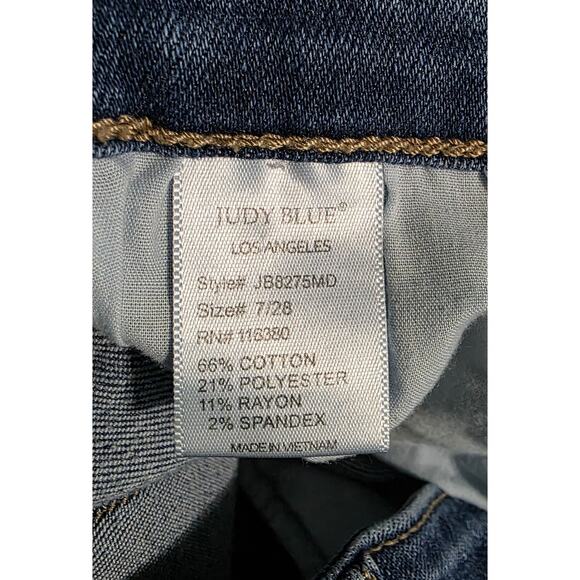 JUDY BLUE®
LOS ANGELES
Style# JB8275MD
Size# 7/28
RN# 116380
66% COTTON
21% POLYESTER
11% RAYON
2% SPANDEX
MADE IN VIETNAM